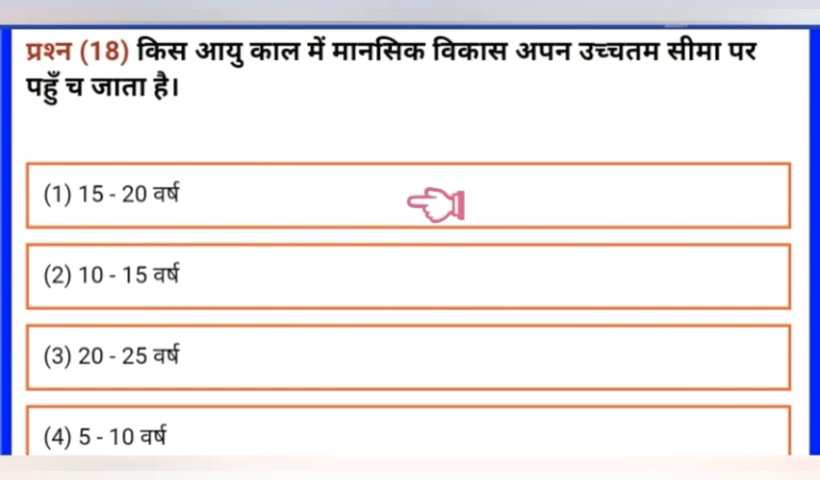 प्रश्न (18) किस आयु काल में मानसिक विकास अपन उच्चतम सीमा पर
पहुँ च जाता है।
(1) 15 - 20 वर्ष
(2) 10 - 15 वर्ष
(3) 20 - 25 वर्ष
(4) 5 - 10 वर्ष